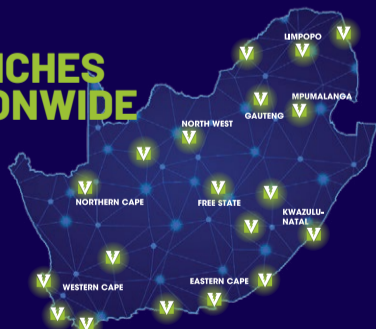 NCHES
ONWIDE
LIMPOPO
MPUMALANGA
GAUTENG
NORTH WEST
NORTHERN CAPE
FREE STATE
KWAZULU-
NATAL
EASTERN CAPE
WESTERN CAPE